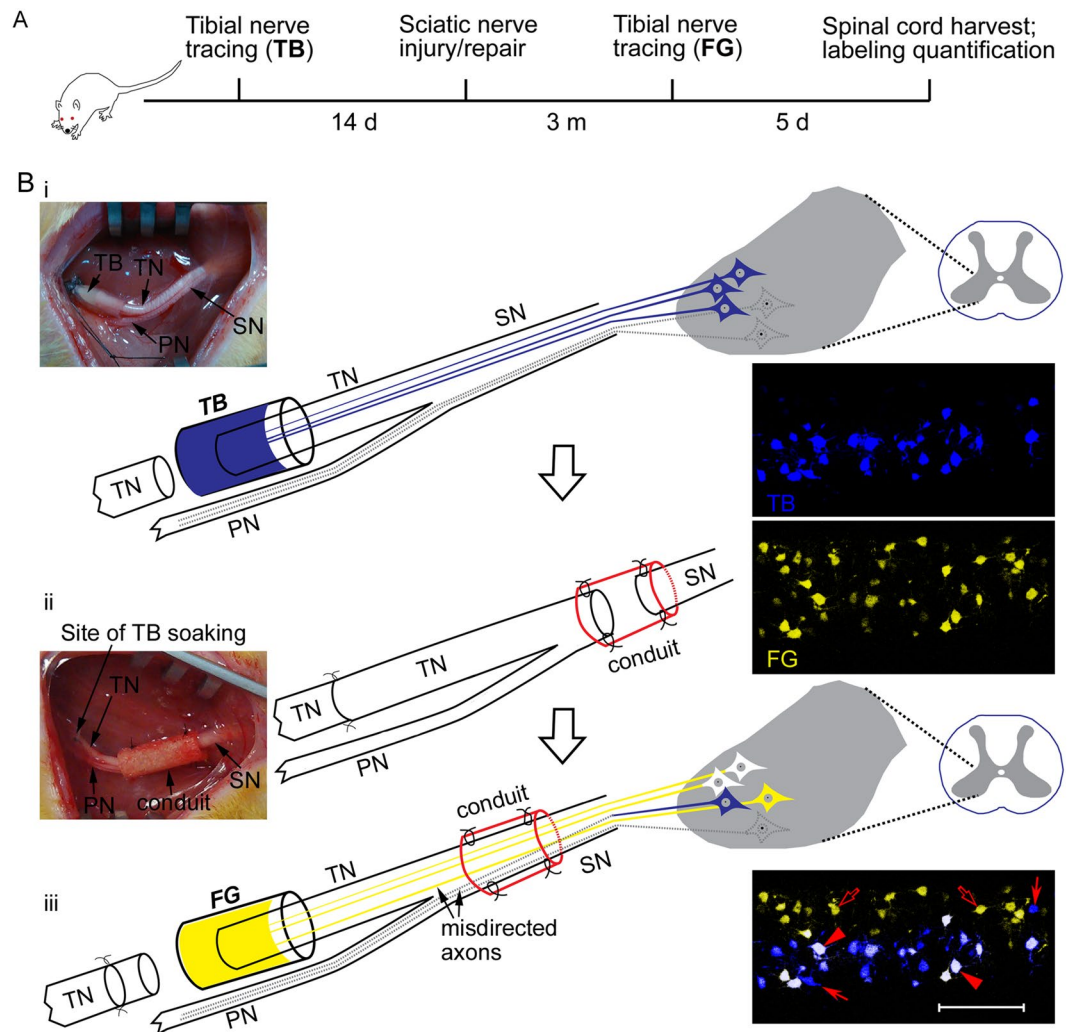 A
Tibial nerve
tracing (TB)
Sciatic nerve
injury/repair
Tibial nerve
tracing (FG)
Spinal cord harvest;
labeling quantification
14 d
3 m
5 d
B
i
TB
TN
SN
PN
SN
TN
TB
TN
PN
TB
FG
ii
Site of TB soaking
TN
SN
PN
conduit
SN
conduit
TN
TN
PN
iii
conduit
TN
SN
FG
misdirected
axons
TN
PN